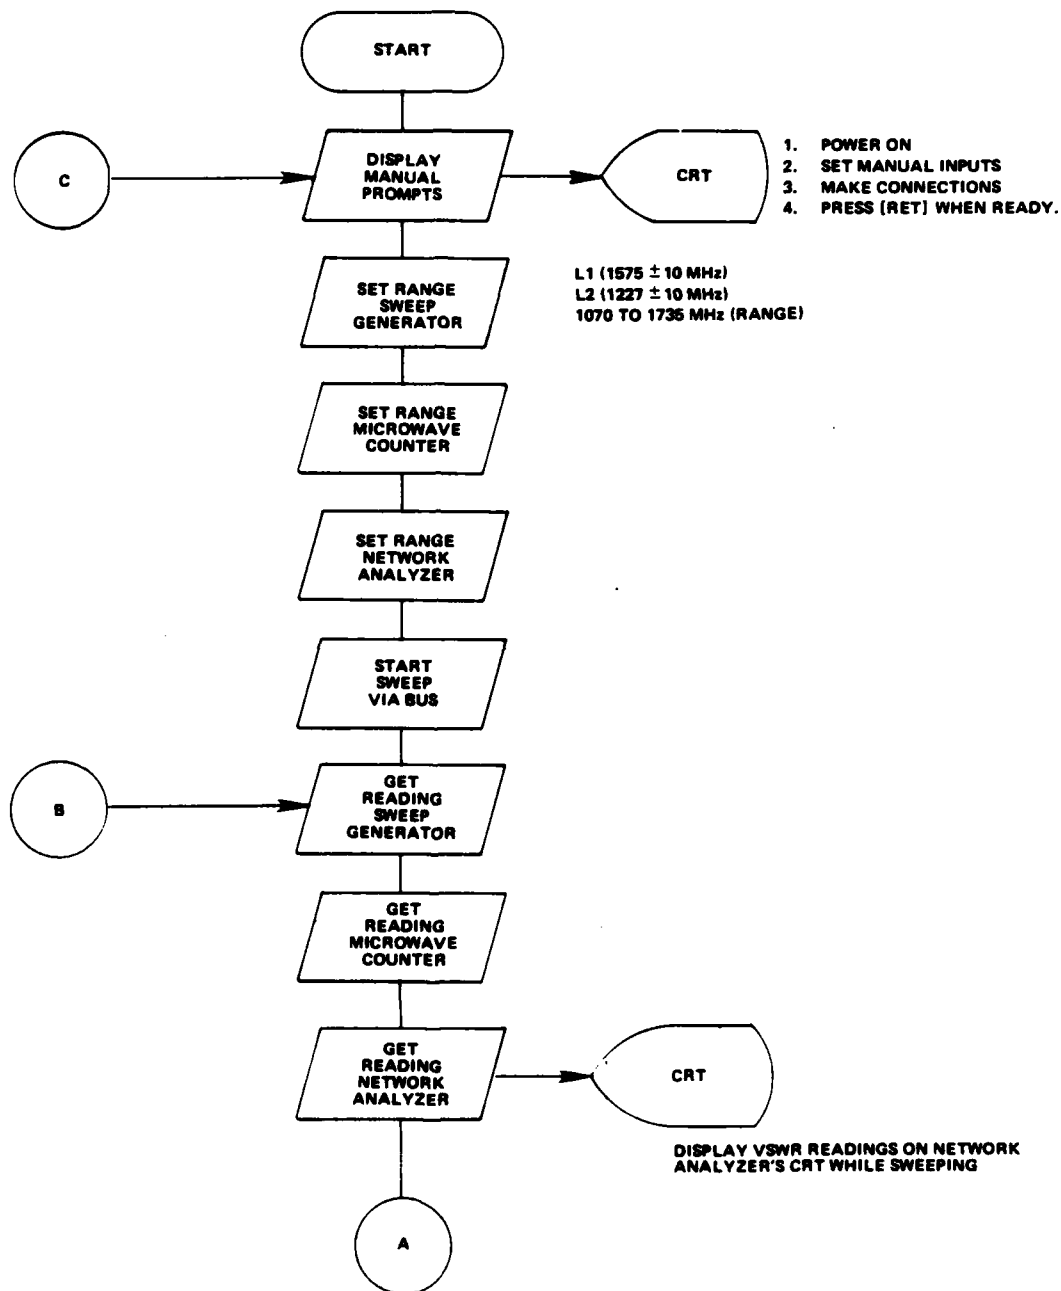 START
C
DISPLAY
MANUAL
PROMPTS
CRT
1. POWER ON
2. SET MANUAL INPUTS
3. MAKE CONNECTIONS
4. PRESS [RET] WHEN READY.
SET RANGE
SWEEP
GENERATOR
L1 (1575 ± 10 MHz)
L2 (1227 ± 10 MHz)
1070 TO 1735 MHz (RANGE)
SET RANGE
MICROWAVE
COUNTER
SET RANGE
NETWORK
ANALYZER
START
SWEEP
VIA BUS
B
GET
READING
SWEEP
GENERATOR
GET
READING
MICROWAVE
COUNTER
GET
READING
NETWORK
ANALYZER
CRT
DISPLAY VSWR READINGS ON NETWORK
ANALYZER'S CRT WHILE SWEEPING
A